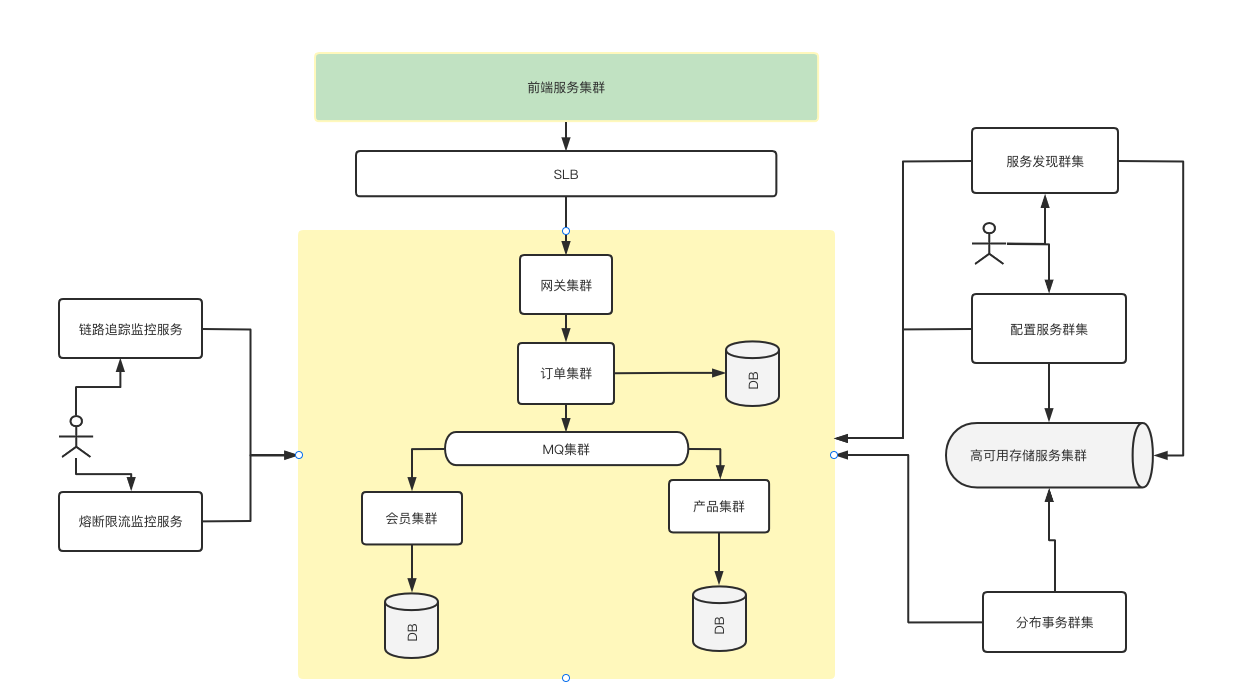 前端服务集群
SLB
服务发现群集
网关集群
链路追踪监控服务
配置服务群集
订单集群
DB
MQ集群
高可用存储服务集群
会员集群
产品集群
熔断限流监控服务
DB
DB
分布事务群集